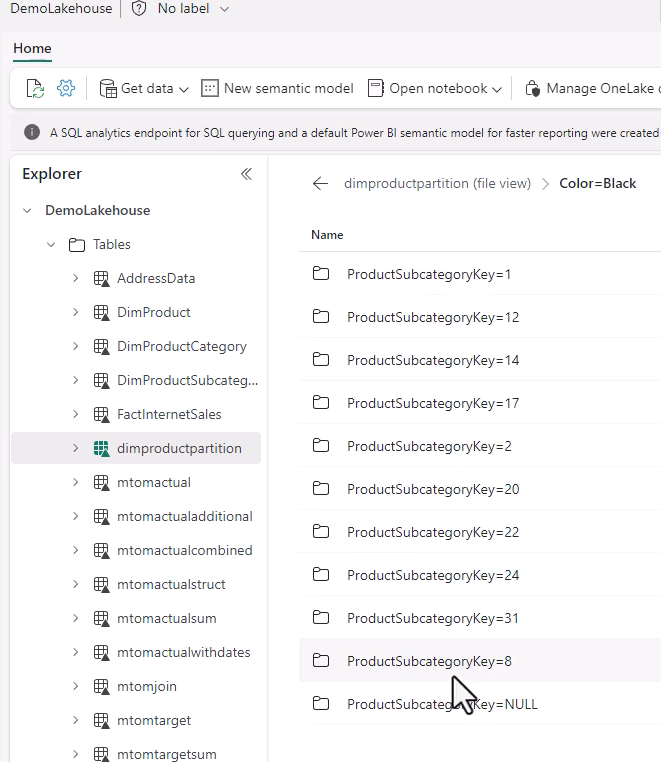 DemoLakehouse No label
Home
Get data New semantic model Open notebook Manage OneLake
A SQL analytics endpoint for SQL querying and a default Power BI semantic model for faster reporting were created
Explorer
DemoLakehouse
Tables
AddressData
DimProduct
DimProductCategory
DimProductSubcateg...
FactInternetSales
dimproductpartition
mtomactual
mtomactualadditional
mtomactualcombined
mtomactualstruct
mtomactualsum
mtomactualwithdates
mtomjoin
mtomtarget
mtomtargetsum
dimproductpartition (file view) Color=Black
Name
ProductSubcategoryKey=1
ProductSubcategoryKey=12
ProductSubcategoryKey=14
ProductSubcategoryKey=17
ProductSubcategoryKey=2
ProductSubcategoryKey=20
ProductSubcategoryKey=22
ProductSubcategoryKey=24
ProductSubcategoryKey=31
ProductSubcategoryKey=8
ProductSubcategoryKey=NULL